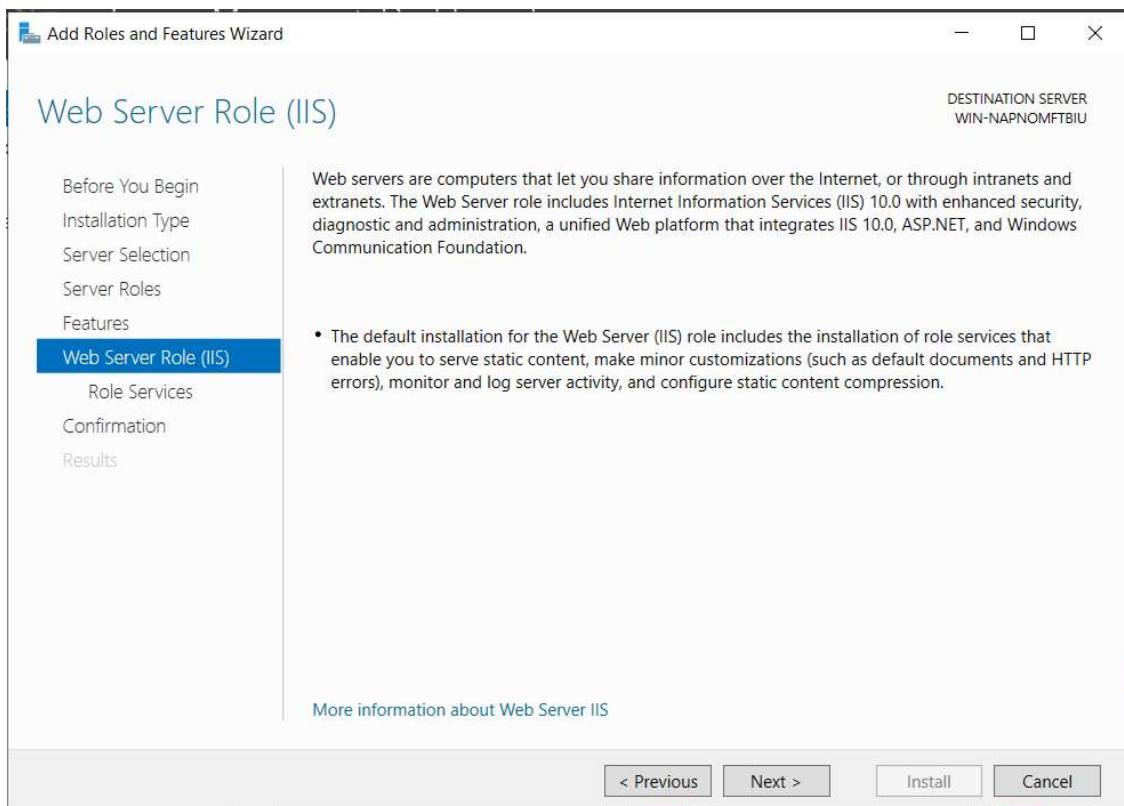 Add Roles and Features Wizard
Web Server Role (IIS)
DESTINATION SERVER
WIN-NAPNOMFTBIU
Before You Begin
Installation Type
Server Selection
Server Roles
Features
Web Server Role (IIS)
Role Services
Confirmation
Results
Web servers are computers that let you share information over the Internet, or through intranets and
extranets. The Web Server role includes Internet Information Services (IIS) 10.0 with enhanced security,
diagnostic and administration, a unified Web platform that integrates IIS 10.0, ASP.NET, and Windows
Communication Foundation.
• The default installation for the Web Server (IIS) role includes the installation of role services that
enable you to serve static content, make minor customizations (such as default documents and HTTP
errors), monitor and log server activity, and configure static content compression.
More information about Web Server IIS
< Previous
Next >
Install
Cancel